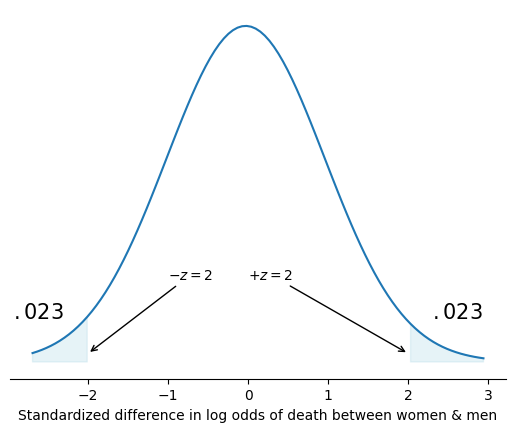 −z = 2
+z = 2
.023
.023
−2
−1
0
1
2
3
Standardized difference in log odds of death between women & men